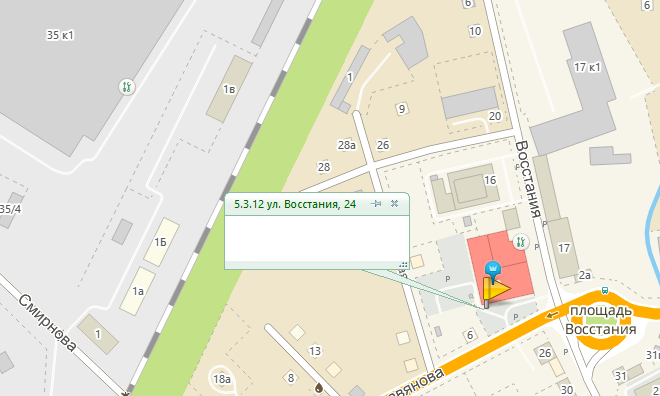 6
6
35 к1
10
17 к1
1
1в
9
20
28а
26
28
Восстания
16
35/4
5.3.12 ул. Восстания, 24
P
1Б
17
P
P
2а
1а
Смирнова
P
площадь
Восстания
1
6
13
26
31
18а
8
30
31